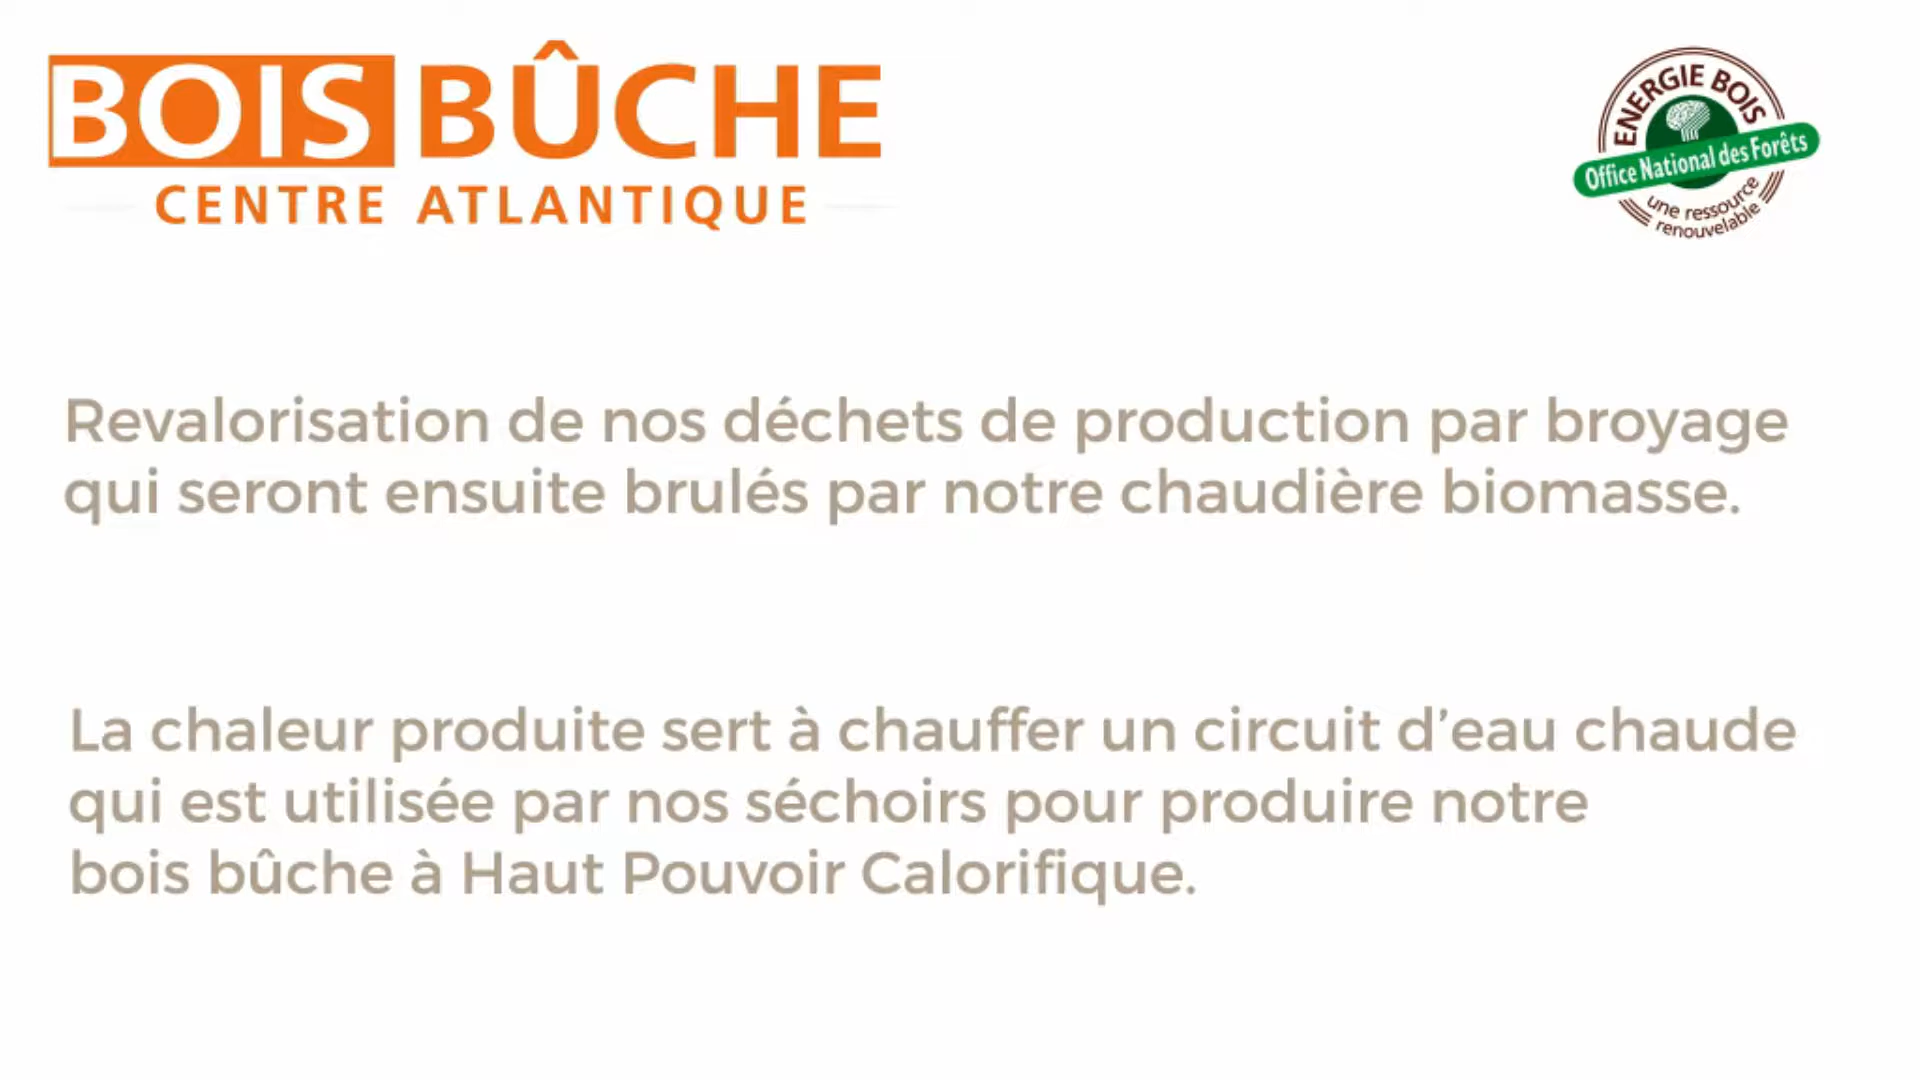 BOIS BÛCHE
CENTRE ATLANTIQUE
ENERGIE BOIS
Office National des Forêts
une ressource
renouvelable
Revalorisation de nos déchets de production par broyage
qui seront ensuite brulés par notre chaudière biomasse.
La chaleur produite sert à chauffer un circuit d’eau chaude
qui est utilisée par nos séchoirs pour produire notre
bois bûche à Haut Pouvoir Calorifique.